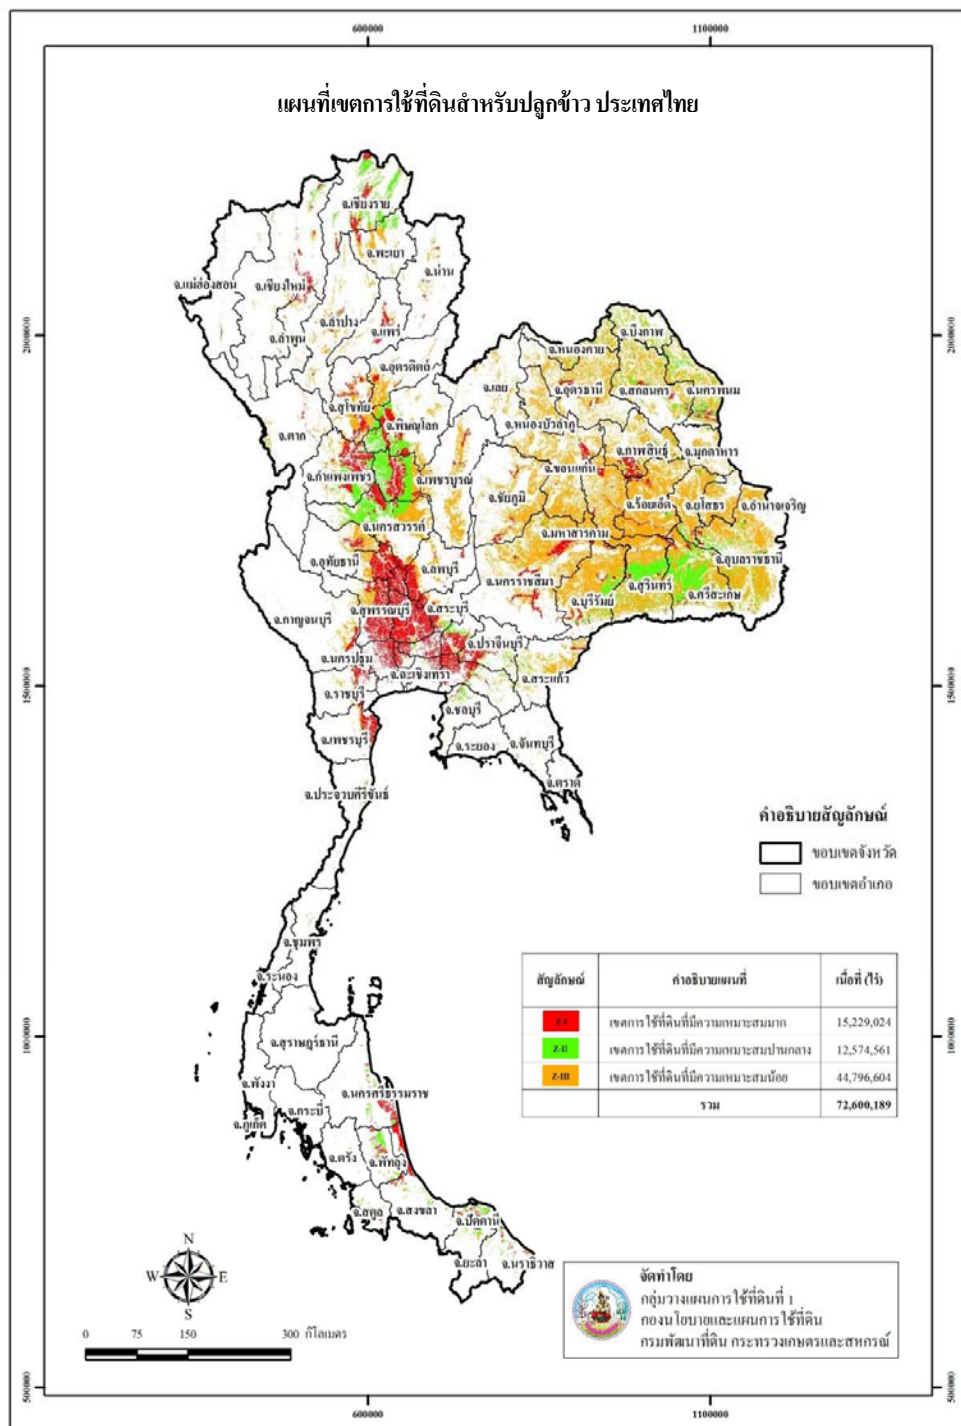 600000 1100000
แผนที่เขตการใช้ที่ดินสำหรับปลูกข้าว ประเทศไทย
จ.เชียงราย
จ.พะเยา
จ.น่าน
จ.แม่ฮ่องสอน
จ.เชียงใหม่
จ.ลำปาง
จ.ลำพูน
จ.แพร่
2000000 2000000
จ.บึงกาฬ
จ.หนองคาย
จ.อุตรดิตถ์
จ.เลย
จ.อุดรธานี
จ.สกลนคร
จ.นครพนม
จ.สุโขทัย
จ.พิษณุโลก
จ.หนองบัวลำภู
จ.ตาก
จ.กาฬสินธุ์
จ.มุกดาหาร
จ.กำแพงเพชร
จ.เพชรบูรณ์
จ.ขอนแก่น
จ.ชัยภูมิ
จ.ร้อยเอ็ด
จ.ยโสธร
จ.อำนาจเจริญ
จ.นครสวรรค์
จ.มหาสารคาม
จ.อุทัยธานี
จ.ลพบุรี
จ.อุบลราชธานี
จ.นครราชสีมา
จ.สุรินทร์
จ.ศรีสะเกษ
จ.บุรีรัมย์
จ.กาญจนบุรี
จ.สุพรรณบุรี
จ.สระบุรี
จ.ปราจีนบุรี
จ.นครปฐม
จ.ฉะเชิงเทรา
จ.สระแก้ว
1500000 1500000
จ.ราชบุรี
จ.ชลบุรี
จ.เพชรบุรี
จ.ระยอง
จ.จันทบุรี
จ.ตราด
จ.ประจวบคีรีขันธ์
คำอธิบายสัญลักษณ์
ขอบเขตจังหวัด
ขอบเขตอำเภอ
จ.ชุมพร
จ.ระนอง
สัญลักษณ์ คำอธิบายแผนที่ เนื้อที่ (ไร่)
Z-I เขตการใช้ที่ดินที่มีความเหมาะสมมาก 15,229,024
Z-II เขตการใช้ที่ดินที่มีความเหมาะสมปานกลาง 12,574,561
Z-III เขตการใช้ที่ดินที่มีความเหมาะสมน้อย 44,796,604
รวม 72,600,189
1000000 1000000
จ.สุราษฎร์ธานี
จ.พังงา
จ.นครศรีธรรมราช
จ.กระบี่
จ.ภูเก็ต
จ.ตรัง
จ.พัทลุง
จ.สตูล
จ.สงขลา
จ.ปัตตานี
จ.ยะลา
จ.นราธิวาส
N
W E
S
0 75 150 300 กิโลเมตร
จัดทำโดย
กลุ่มวางแผนการใช้ที่ดินที่ 1
กองนโยบายและแผนการใช้ที่ดิน
กรมพัฒนาที่ดิน กระทรวงเกษตรและสหกรณ์
500000 500000
600000 1100000